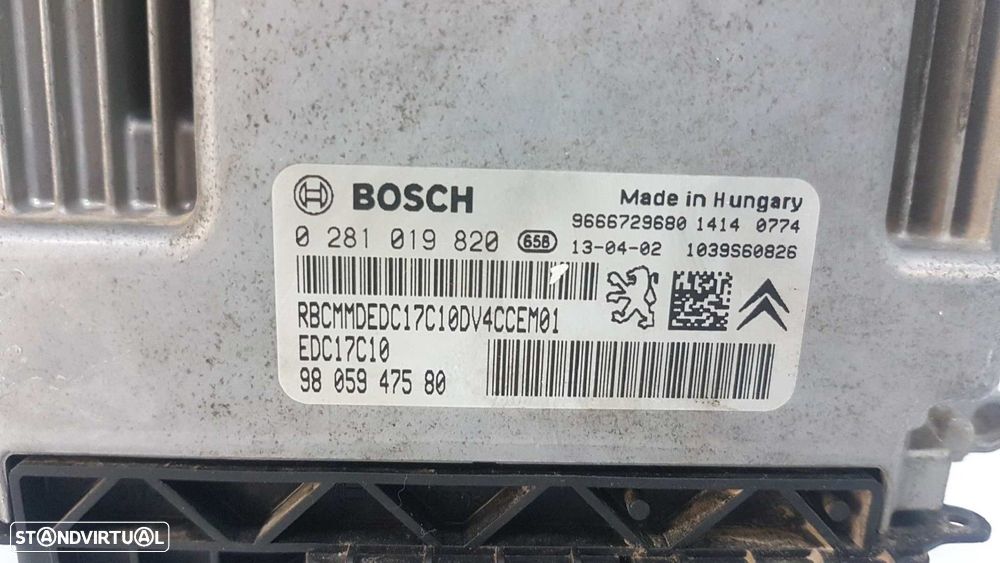 BOSCH
Made in Hungary
9666729680 1414 0774
0 281 019 820 65B 13-04-02 1039S60826
RBCMMDEDC17C10DV4CCEM01
EDC17C10
98 059 475 80
STANDVIRTUAL